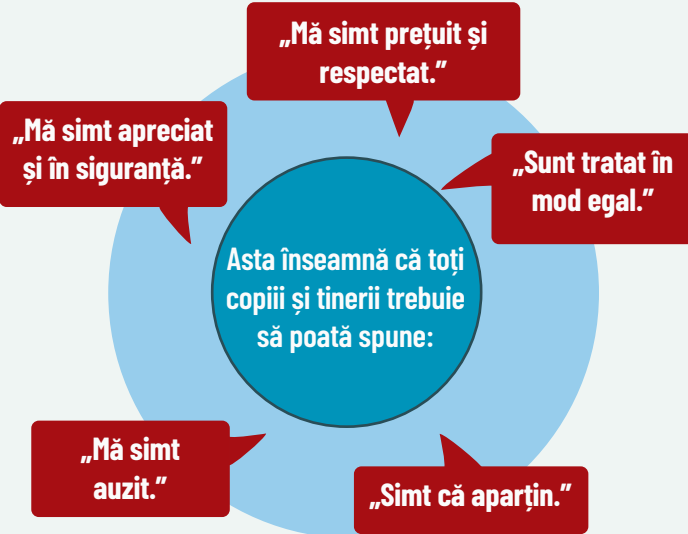 „Mă simt prețuit și
respectat.”
„Mă simt apreciat
și în siguranță.”
„Sunt tratat în
mod egal.”
Asta înseamnă că toți
copiii și tinerii trebuie
să poată spune:
„Mă simt
auzit.”
„Simt că aparțin.”